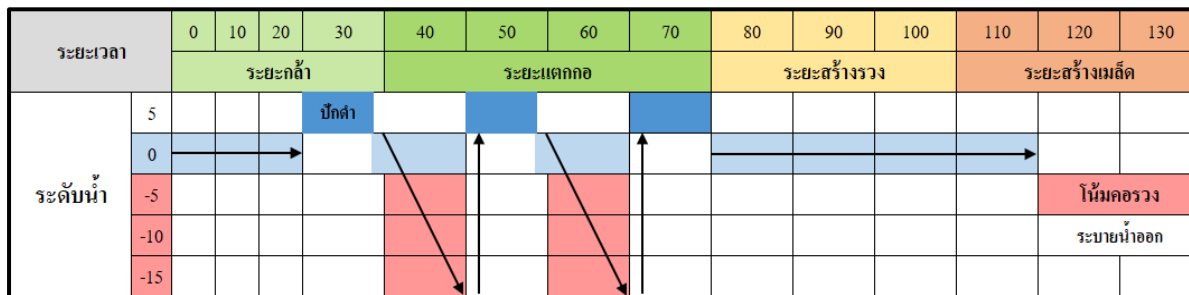 ระยะเวลา 0 10 20 30 40 50 60 70 80 90 100 110 120 130
ระยะกล้า ระยะแตกกอ ระยะสร้างรวง ระยะสร้างเมล็ด
ระดับน้ำ
5 ปักดำ
0
-5 โน้มคอรวง
-10 ระบายน้ำออก
-15